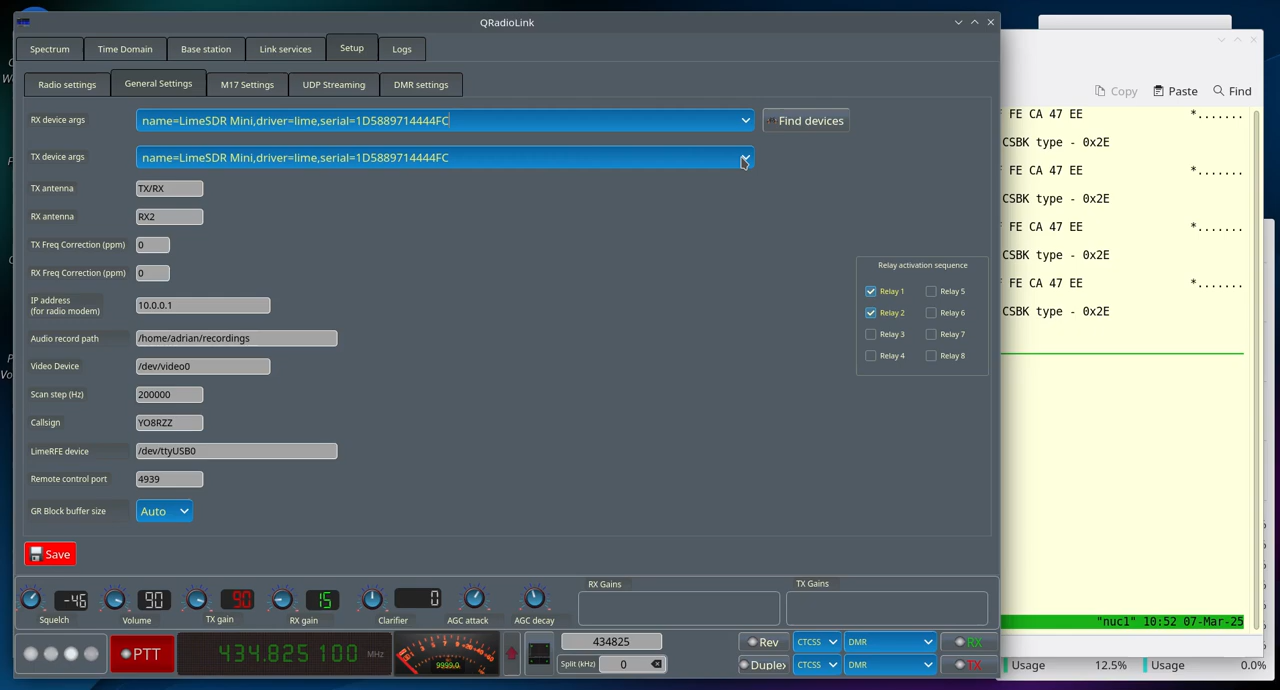 QRadioLink
Spectrum
Time Domain
Base station
Link services
Setup
Logs
Radio settings
General Settings
M17 Settings
UDP Streaming
DMR settings
RX device args
name=LimeSDR Mini,driver=lime,serial=1D5889714444FC
Find devices
TX device args
name=LimeSDR Mini,driver=lime,serial=1D5889714444FC
TX antenna
TX/RX
RX antenna
RX2
TX Freq Correction (ppm)
0
RX Freq Correction (ppm)
0
IP address
(for radio modem)
10.0.0.1
Audio record path
/home/adrian/recordings
Video Device
/dev/video0
Scan step (Hz)
200000
Callsign
YO8RZZ
LimeRFE device
/dev/ttyUSB0
Remote control port
4939
GR Block buffer size
Auto
Relay activation sequence
Relay 1
Relay 5
Relay 2
Relay 6
Relay 3
Relay 7
Relay 4
Relay 8
Save
-46
90
90
15
0
Squelch
Volume
TX gain
RX gain
Clarifier
AGC attack
AGC decay
RX Gains
TX Gains
PTT
434.825 100 MHz
9999.0
434825
Split (kHz)
0
Rev
CTCSS
DMR
RX
Duplex
CTCSS
DMR
TX
Copy
Paste
Find
FE CA 47 EE *.......
CSBK type - 0x2E
FE CA 47 EE *.......
CSBK type - 0x2E
FE CA 47 EE *.......
CSBK type - 0x2E
FE CA 47 EE *.......
CSBK type - 0x2E
"nuc1" 10:52 07-Mar-25
Usage
12.5%
Usage
0.0%